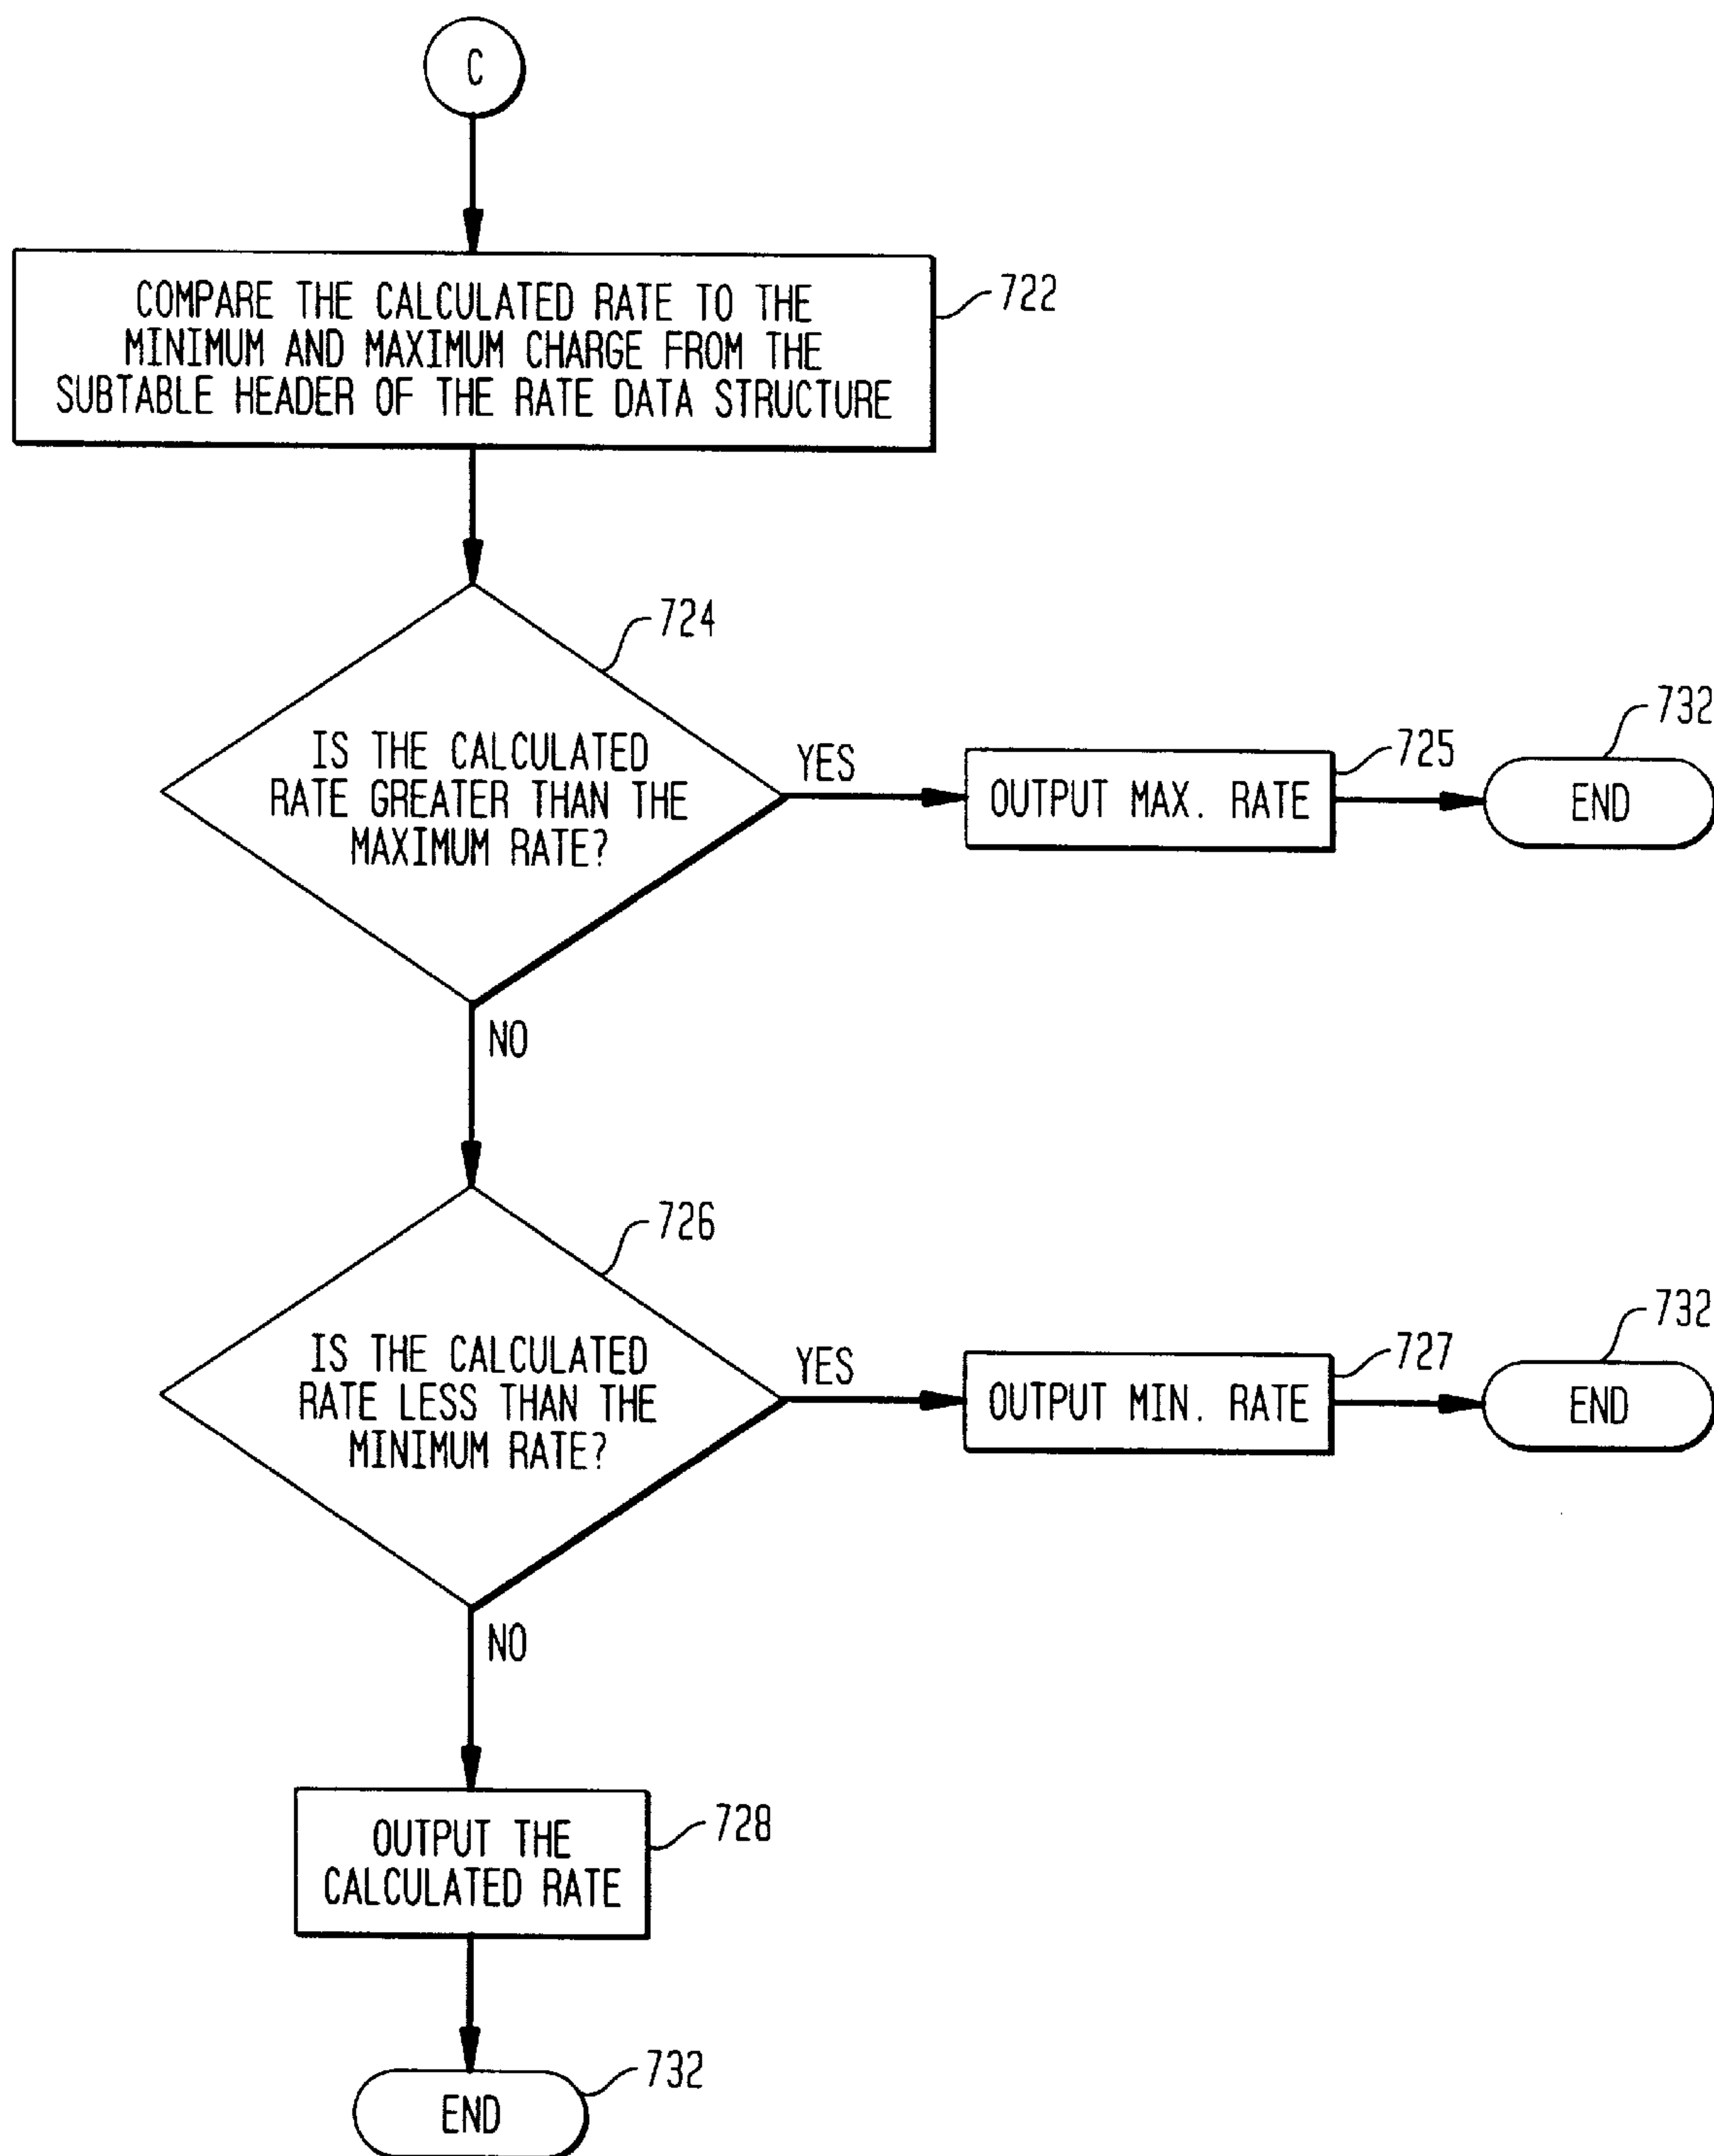 C
COMPARE THE CALCULATED RATE TO THE
MINIMUM AND MAXIMUM CHARGE FROM THE
SUBTABLE HEADER OF THE RATE DATA STRUCTURE
722
724
IS THE CALCULATED
RATE GREATER THAN THE
MAXIMUM RATE?
YES
OUTPUT MAX. RATE
725
732
END
NO
726
IS THE CALCULATED
RATE LESS THAN THE
MINIMUM RATE?
YES
OUTPUT MIN. RATE
727
732
END
NO
OUTPUT THE
CALCULATED RATE
728
END
732